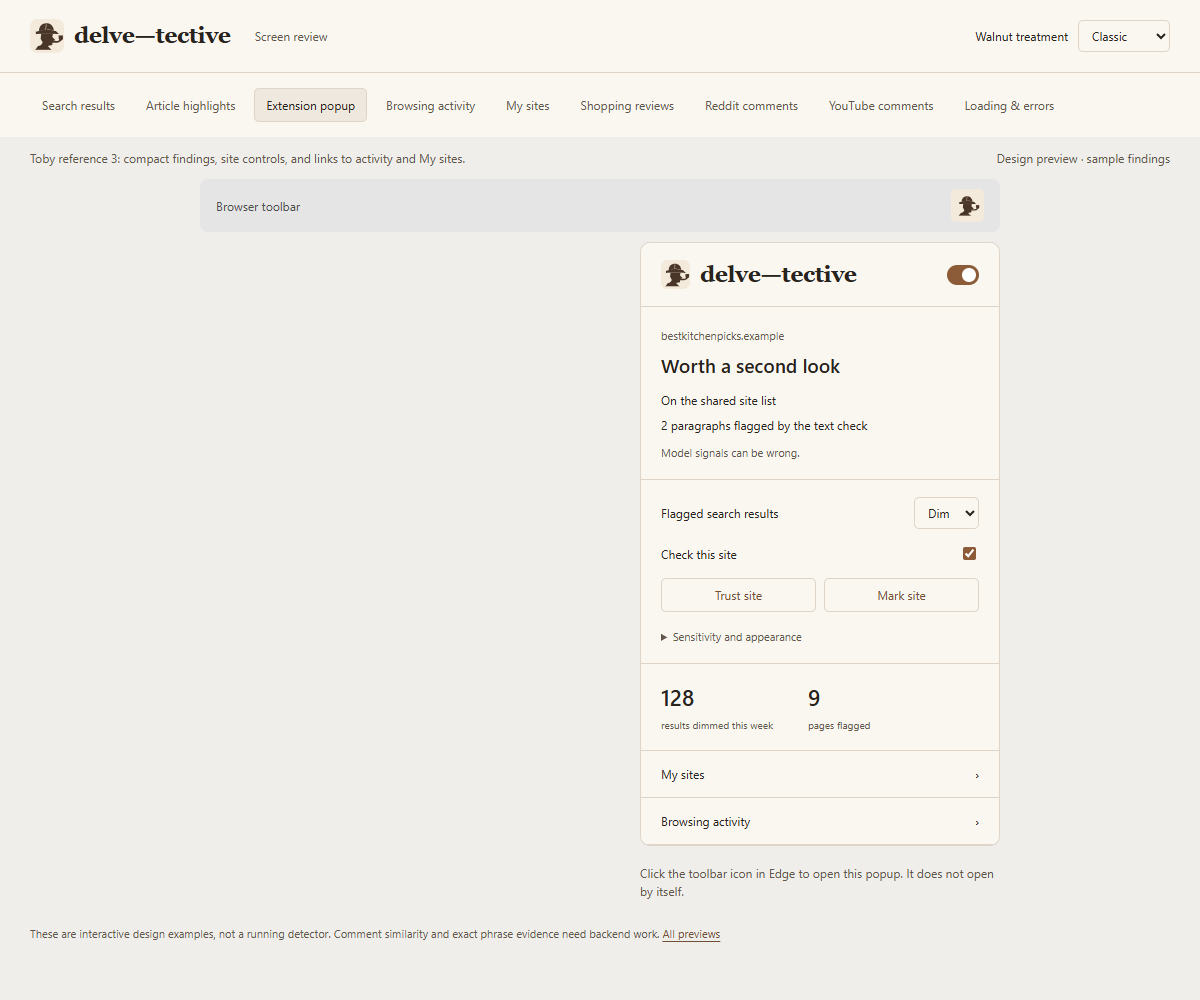 delve—tective
Screen review
Walnut treatment
Classic
Search results
Article highlights
Extension popup
Browsing activity
My sites
Shopping reviews
Reddit comments
YouTube comments
Loading & errors
Toby reference 3: compact findings, site controls, and links to activity and My sites.
Design preview · sample findings
Browser toolbar
delve—tective
bestkitchenpicks.example
Worth a second look
On the shared site list
2 paragraphs flagged by the text check
Model signals can be wrong.
Flagged search results
Dim
Check this site
Trust site
Mark site
Sensitivity and appearance
128
results dimmed this week
9
pages flagged
My sites
Browsing activity
Click the toolbar icon in Edge to open this popup. It does not open
by itself.
These are interactive design examples, not a running detector. Comment similarity and exact phrase evidence need backend work. All previews